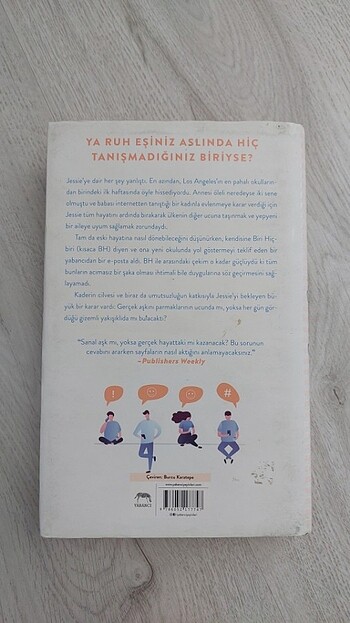 YA RUH EŞİNİZ ASLINDA HİÇ
TANIŞMADIĞINIZ BİRİYSE?
Jessie'ye dair her şey yanlıştı. En azından, Los Angeles'ın en pahalı okulların-
dan birindeki ilk haftasında öyle hissediyordu. Annesi öleli neredeyse iki sene
olmuştu ve babası internetten tanıştığı bir kadınla evlenmeye karar verdiği için
Jessie tüm hayatını ardında bırakarak ülkenin diğer ucuna taşınmak ve yepyeni
bir aileye uyum sağlamak zorundaydı.
Tam da eski hayatına nasıl dönebileceğini düşünürken, kendisine Biri Hiç-
biri (kısaca BH) diyen ve ona yeni okulunda yol göstermeyi teklif eden bir
yabancıdan bir e-posta aldı. BH ile arasındaki çekim o kadar güçlüydü ki tüm
bunların acımasız bir şaka olması ihtimali bile duygularına söz geçirmesini sağ-
layamadı.
Kaderin cilvesi ve biraz da umutsuzluğun katkısıyla Jessie'yi bekleyen bü-
yük bir karar vardı: Gerçek aşkını parmaklarının ucunda mı, yoksa her gün gör-
düğü gizemli yakışıklıda mı bulacaktı?
"Sanal aşk mı, yoksa gerçek hayattaki mi kazanacak? Bu sorunun
cevabını ararken sayfaların nasıl aktığını anlamayacaksınız."
–Publishers Weekly
!
#
Çeviren: Burcu Karatepe
YABANCI